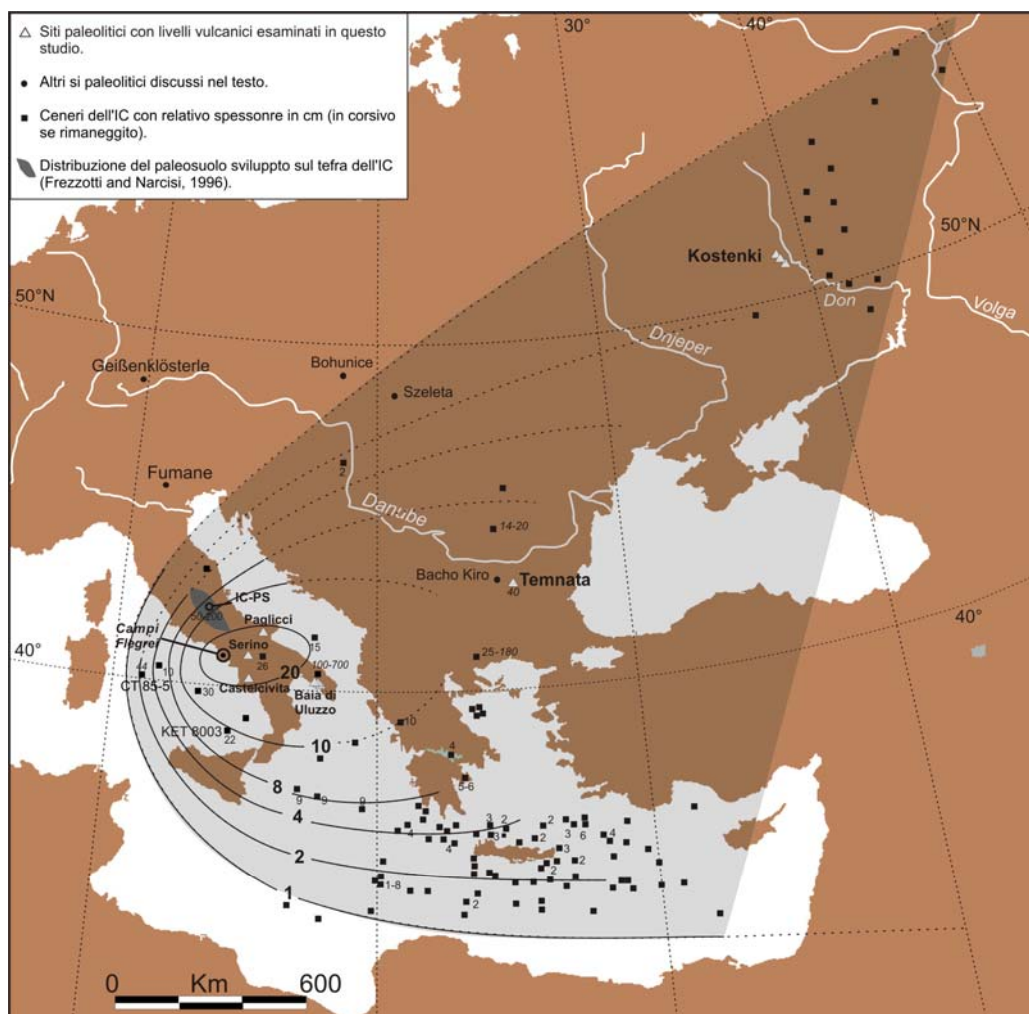 Siti paleolitici con livelli vulcanici esaminati in questo
studio.
Altri si paleolitici discussi nel testo.
Ceneri dell'IC con relativo spessonre in cm (in corsivo
se rimaneggito).
Distribuzione del paleosuolo sviluppto sul tefra dell'IC
(Frezzotti and Narcisi, 1996).
30°
40°
50°N
Kostenki
Don
Volga
50°N
Dnjeper
Geißenklösterle
Bohunice
Szeleta
Fumane
2
Danube
14-20
Bacho Kiro
Temnata
40
40°
IC-PS
50-200
Paglicci
Campi
Flegrei
Serino
15
40°
44
10
26
20
100-700
25-180
CT 85-5
30
Castelcivita
Baia di
Uluzzo
KET 8003
22
10
10
4
5-6
8
9
9
9
4
4
4
3
2
3
2
2
3
6
4
3
2
2
2
1-8
2
1
0
Km
600